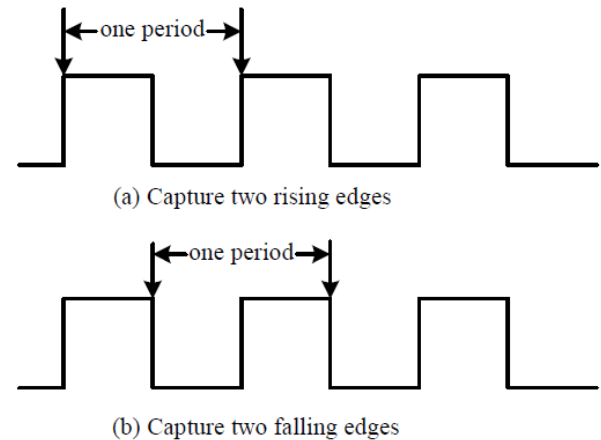 one period
(a) Capture two rising edges
one period
(b) Capture two falling edges